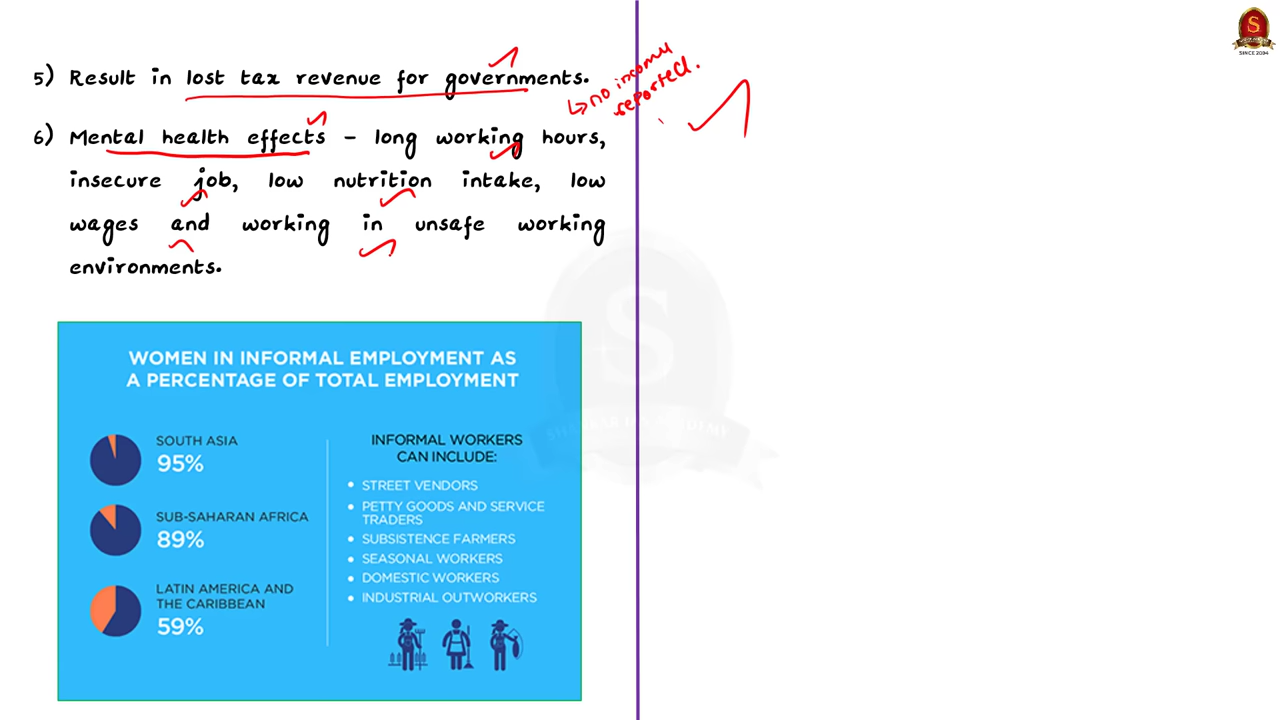 5) Result in lost tax revenue for governments.
↳ no income
reported.
6) Mental health effects – long working hours,
insecure job, low nutrition intake, low
wages and working in unsafe working
environments.
WOMEN IN INFORMAL EMPLOYMENT AS
A PERCENTAGE OF TOTAL EMPLOYMENT
SOUTH ASIA
95%
SUB-SAHARAN AFRICA
89%
LATIN AMERICA AND
THE CARIBBEAN
59%
INFORMAL WORKERS
CAN INCLUDE:
• STREET VENDORS
• PETTY GOODS AND SERVICE
TRADERS
• SUBSISTENCE FARMERS
• SEASONAL WORKERS
• DOMESTIC WORKERS
• INDUSTRIAL OUTWORKERS
S
SINCE 2004